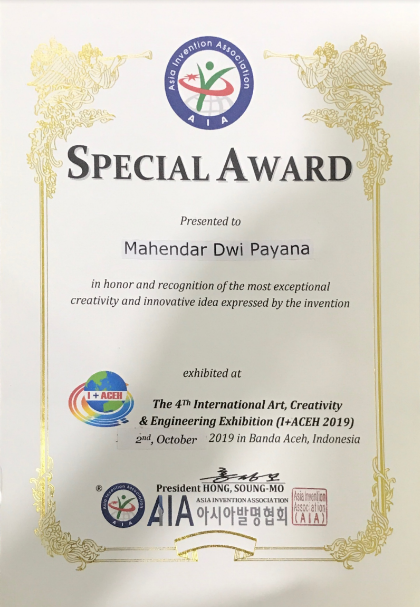 Asia Invention Association
AIA
SPECIAL AWARD
Presented to
Mahendar Dwi Payana
in honor and recognition of the most exceptional
creativity and innovative idea expressed by the invention
exhibited at
I + ACEH
The 4Th International Art, Creativity
& Engineering Exhibition (I+ACEH 2019)
2nd, October 2019 in Banda Aceh, Indonesia
President HONG, SOUNG-MO
ASIA INVENTION ASSOCIATION
® AIA AIA 아시아발명협회
Asia Invention
Association
(AIA)